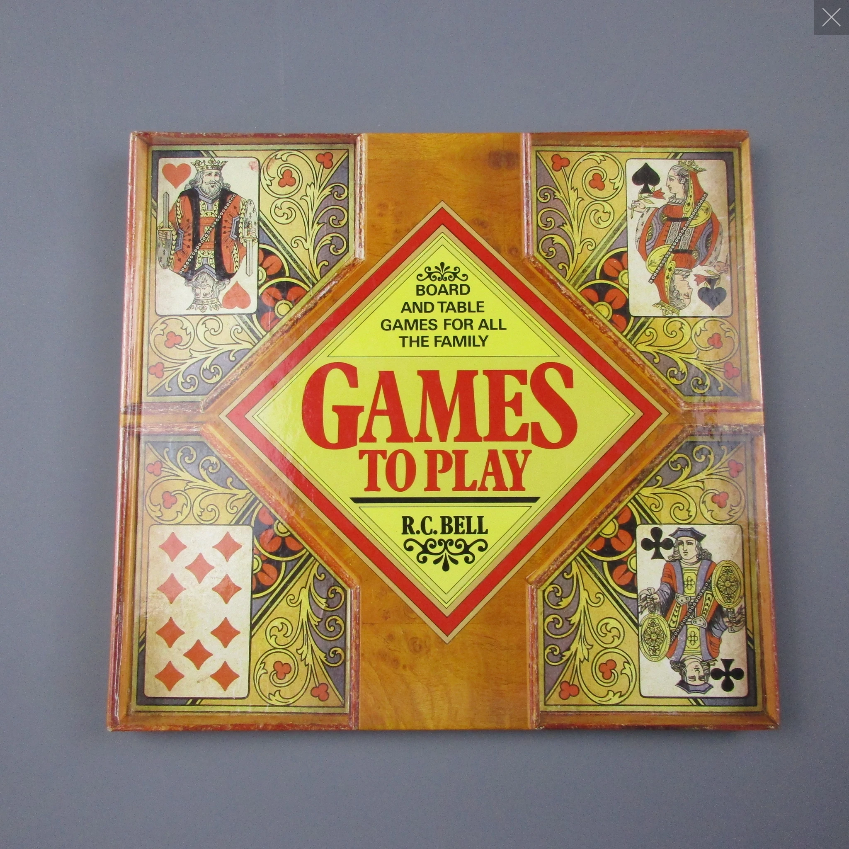 BOARD
AND TABLE
GAMES FOR ALL
THE FAMILY
GAMES
TO PLAY
R.C. BELL